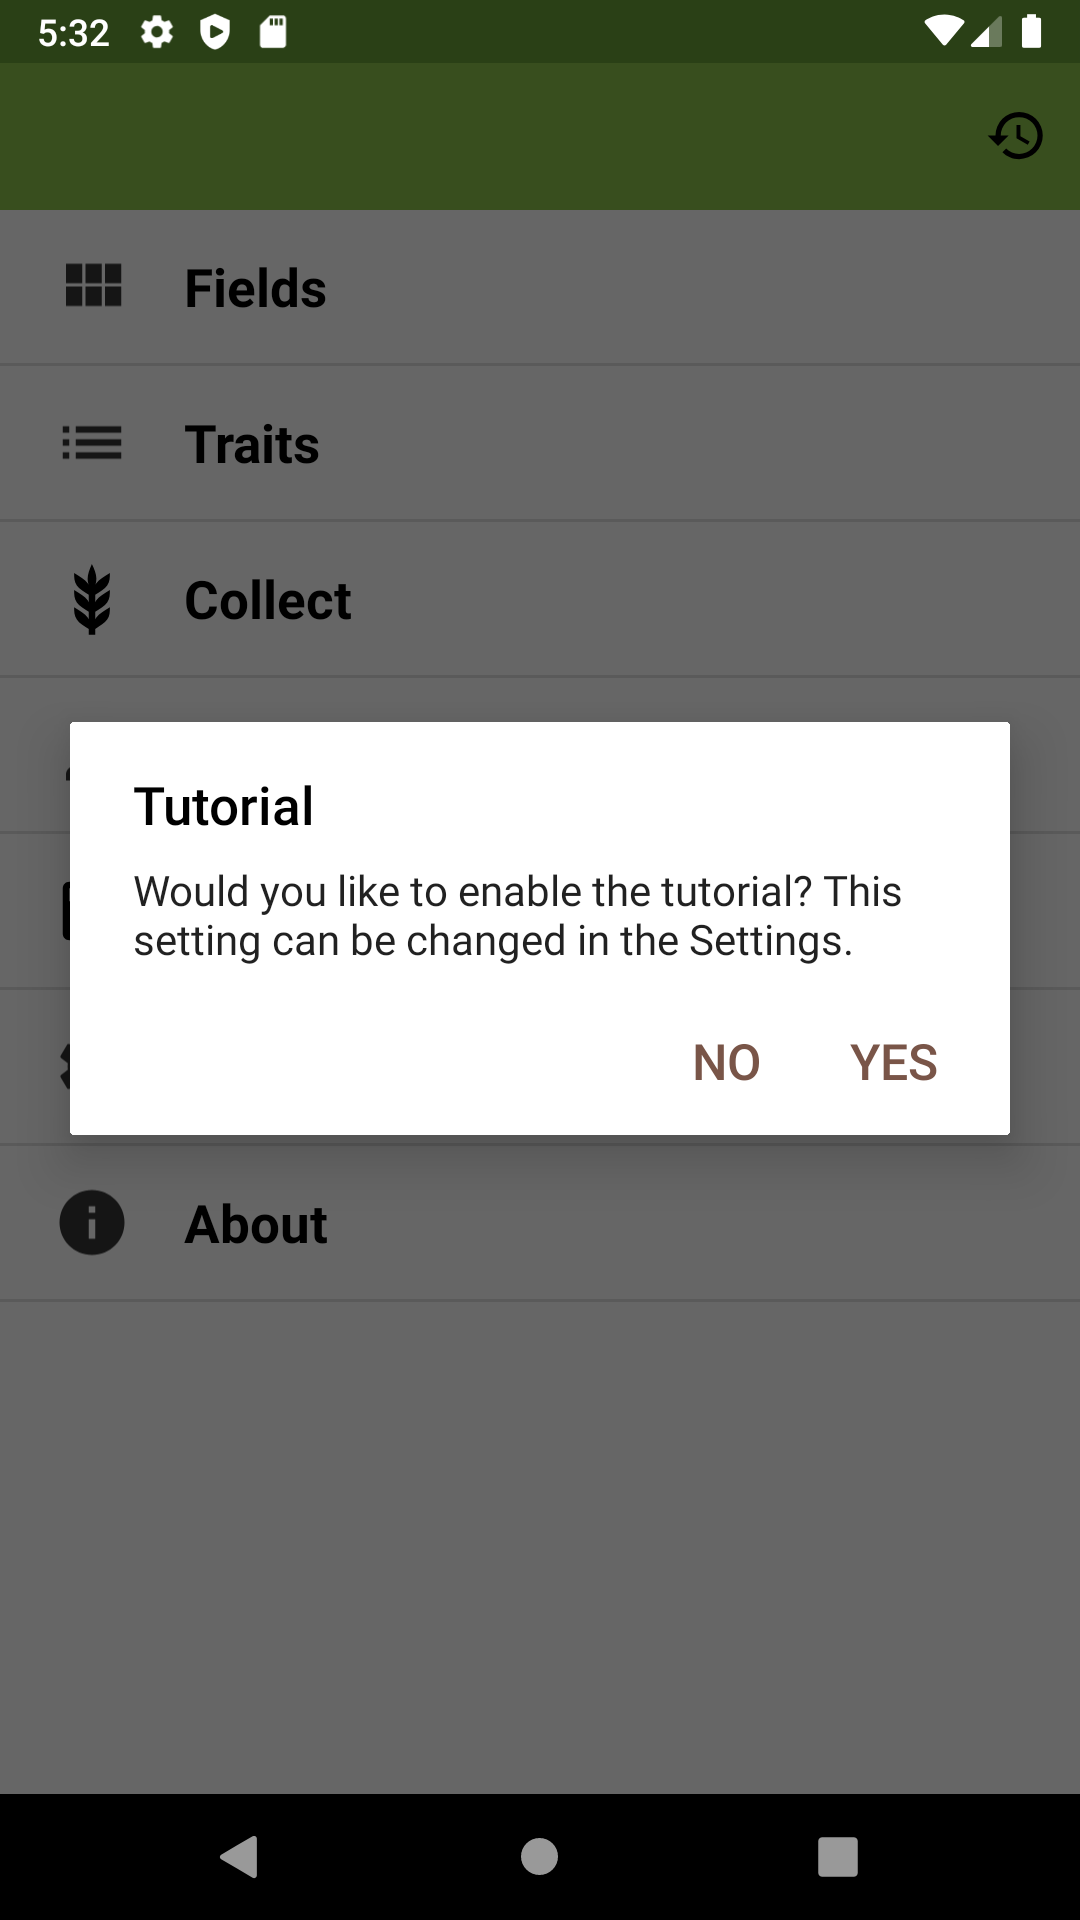 5:32
Fields
Traits
Collect
Tutorial
Would you like to enable the tutorial? This
setting can be changed in the Settings.
NO YES
About